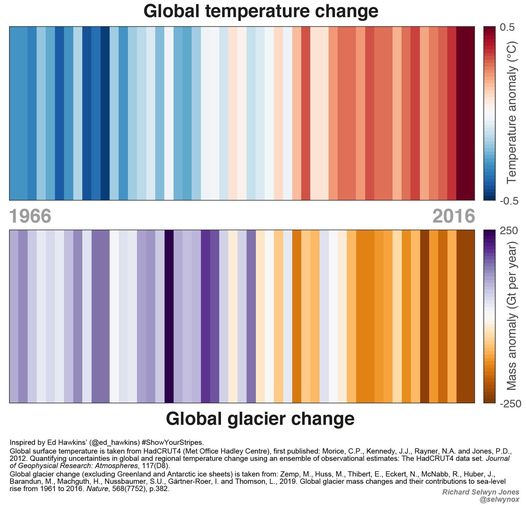 Global temperature change
0.5
Temperature anomaly (°C)
-0.5
1966
2016
250
Mass anomaly (Gt per year)
-250
Global glacier change
Inspired by Ed Hawkins' (@ed_hawkins) #ShowYourStripes.
Global surface temperature is taken from HadCRUT4 (Met Office Hadley Centre), first published: Morice, C.P., Kennedy, J.J., Rayner, N.A. and Jones, P.D.,
2012. Quantifying uncertainties in global and regional temperature change using an ensemble of observational estimates: The HadCRUT4 data set. Journal
of Geophysical Research: Atmospheres, 117(D8).
Global glacier change (excluding Greenland and Antarctic ice sheets) is taken from: Zemp, M., Huss, M., Thibert, E., Eckert, N., McNabb, R., Huber, J.,
Barandun, M., Machguth, H., Nussbaumer, S.U., Gärtner-Roer, I. and Thomson, L., 2019. Global glacier mass changes and their contributions to sea-level
rise from 1961 to 2016. Nature, 568(7752), p.382.
Richard Selwyn Jones
@selwynox